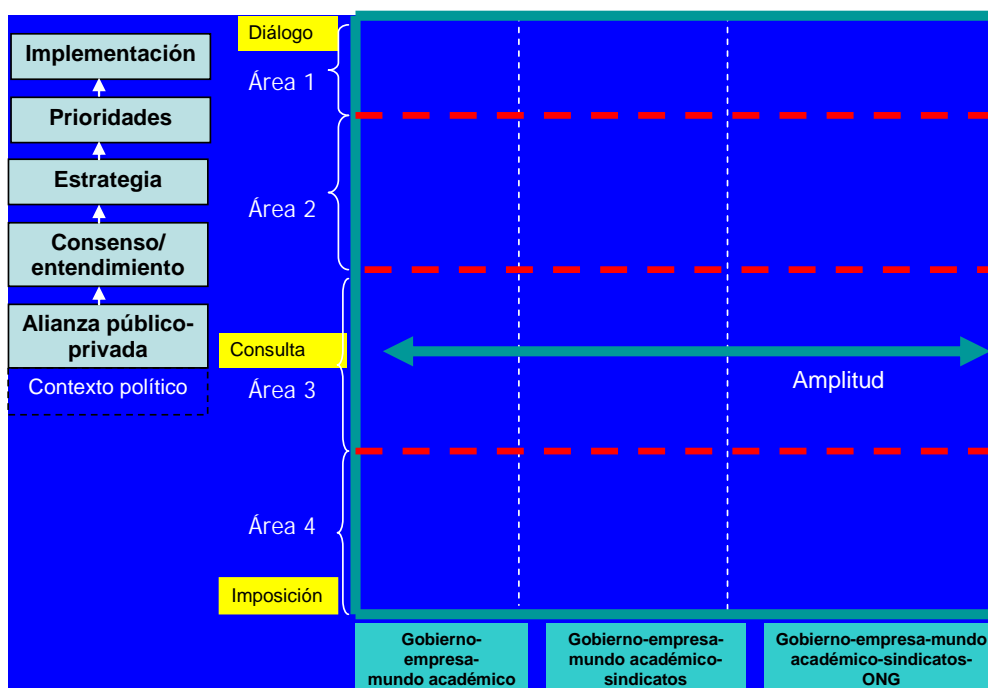 Implementación
Prioridades
Estrategia
Consenso/
entendimiento
Alianza público-
privada
Contexto político
Diálogo
Área 1
Área 2
Consulta
Área 3
Área 4
Imposición
Amplitud
Gobierno-
empresa-
mundo académico
Gobierno-empresa-
mundo académico-
sindicatos
Gobierno-empresa-mundo
académico-sindicatos-
ONG